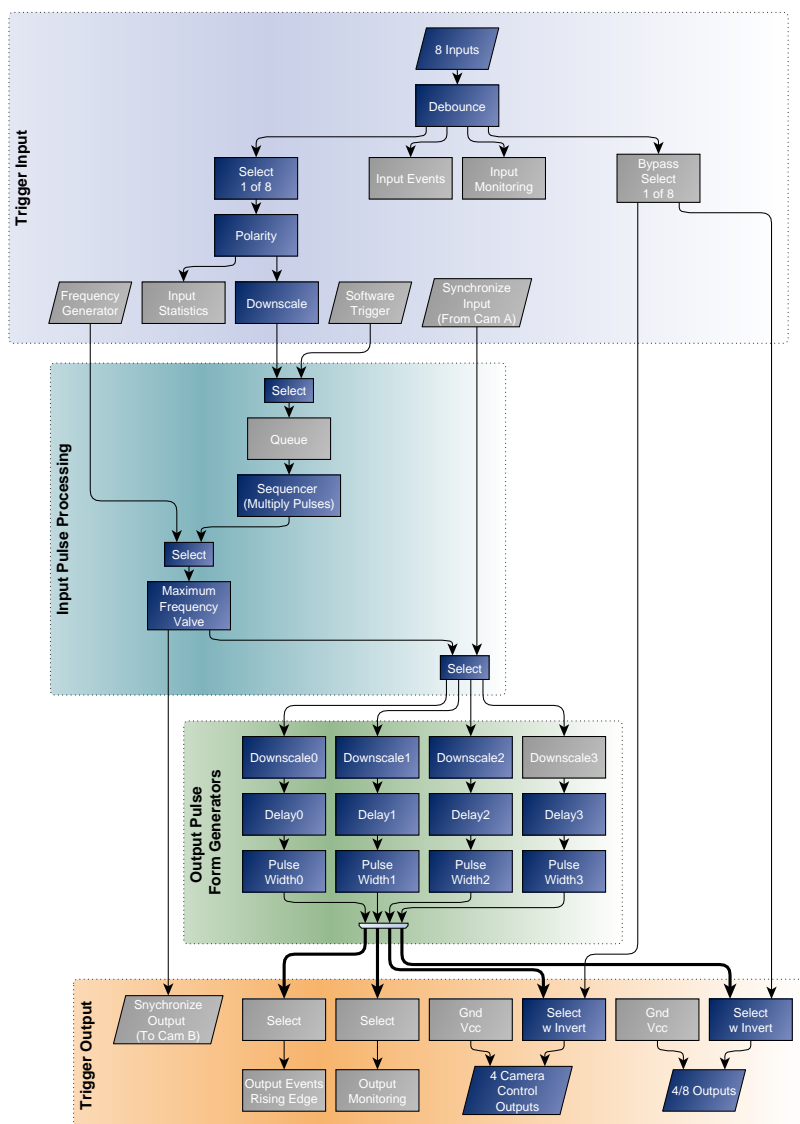 Trigger Input
8 Inputs
Debounce
Select
1 of 8
Input Events
Input
Monitoring
Bypass
Select
1 of 8
Polarity
Frequency
Generator
Input
Statistics
Downscale
Software
Trigger
Synchronize
Input
(From Cam A)
Input Pulse Processing
Select
Queue
Sequencer
(Multiply Pulses)
Select
Maximum
Frequency
Valve
Select
Output Pulse
Form Generators
Downscale0
Downscale1
Downscale2
Downscale3
Delay0
Delay1
Delay2
Delay3
Pulse
Width0
Pulse
Width1
Pulse
Width2
Pulse
Width3
Trigger Output
Snychronize
Output
(To Cam B)
Select
Select
Gnd
Vcc
Select
w Invert
Gnd
Vcc
Select
w Invert
Output Events
Rising Edge
Output
Monitoring
4 Camera
Control
Outputs
4/8 Outputs